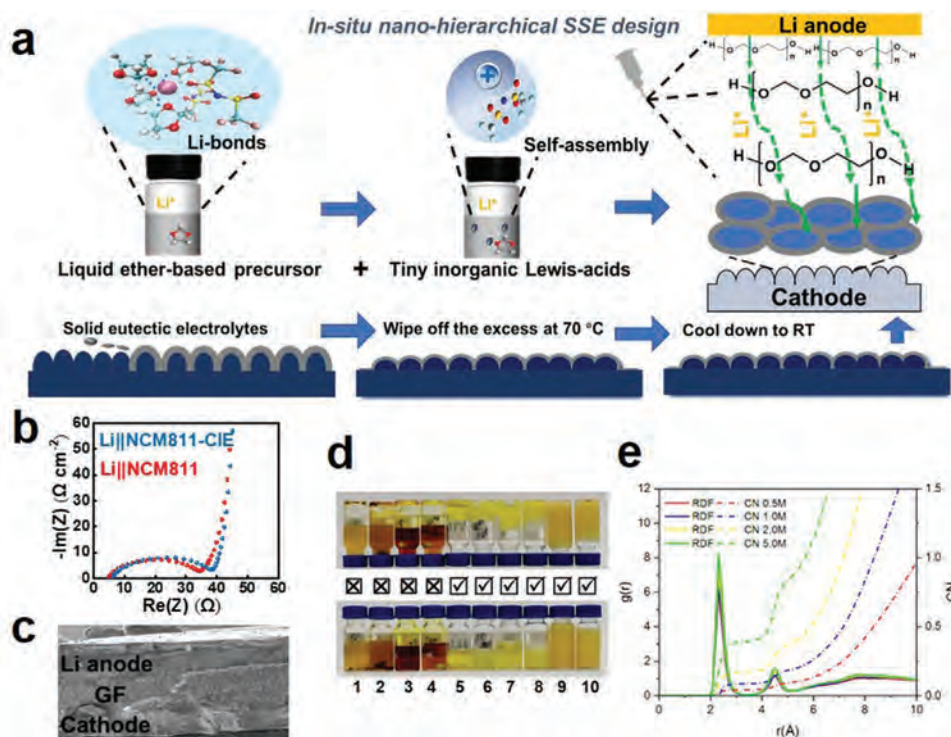 a
In-situ nano-hierarchical SSE design
Li-bonds
Li⁺
Liquid ether-based precursor
+
Self-assembly
Li⁺
Tiny inorganic Lewis-acids
Li anode
H O O O H
n
H O O O H
n
Li⁺ Li⁺ Li⁺
H O O O H
n
Cathode
Solid eutectic electrolytes
Wipe off the excess at 70 °C
Cool down to RT
b
Li||NCM811-CIE
Li||NCM811
-Im(Z) (Ω cm⁻²)
60
50
40
30
20
10
0
0 10 20 30 40 50 60
Re(Z) (Ω)
c
Li anode
GF
Cathode
d
1 2 3 4 5 6 7 8 9 10
e
RDF CN 0.5M
RDF CN 1.0M
RDF CN 2.0M
RDF CN 5.0M
g(r)
12
10
8
6
4
2
0
0 2 4 6 8 10
r(A)
1.5
1.0
0.5
0.0
CN